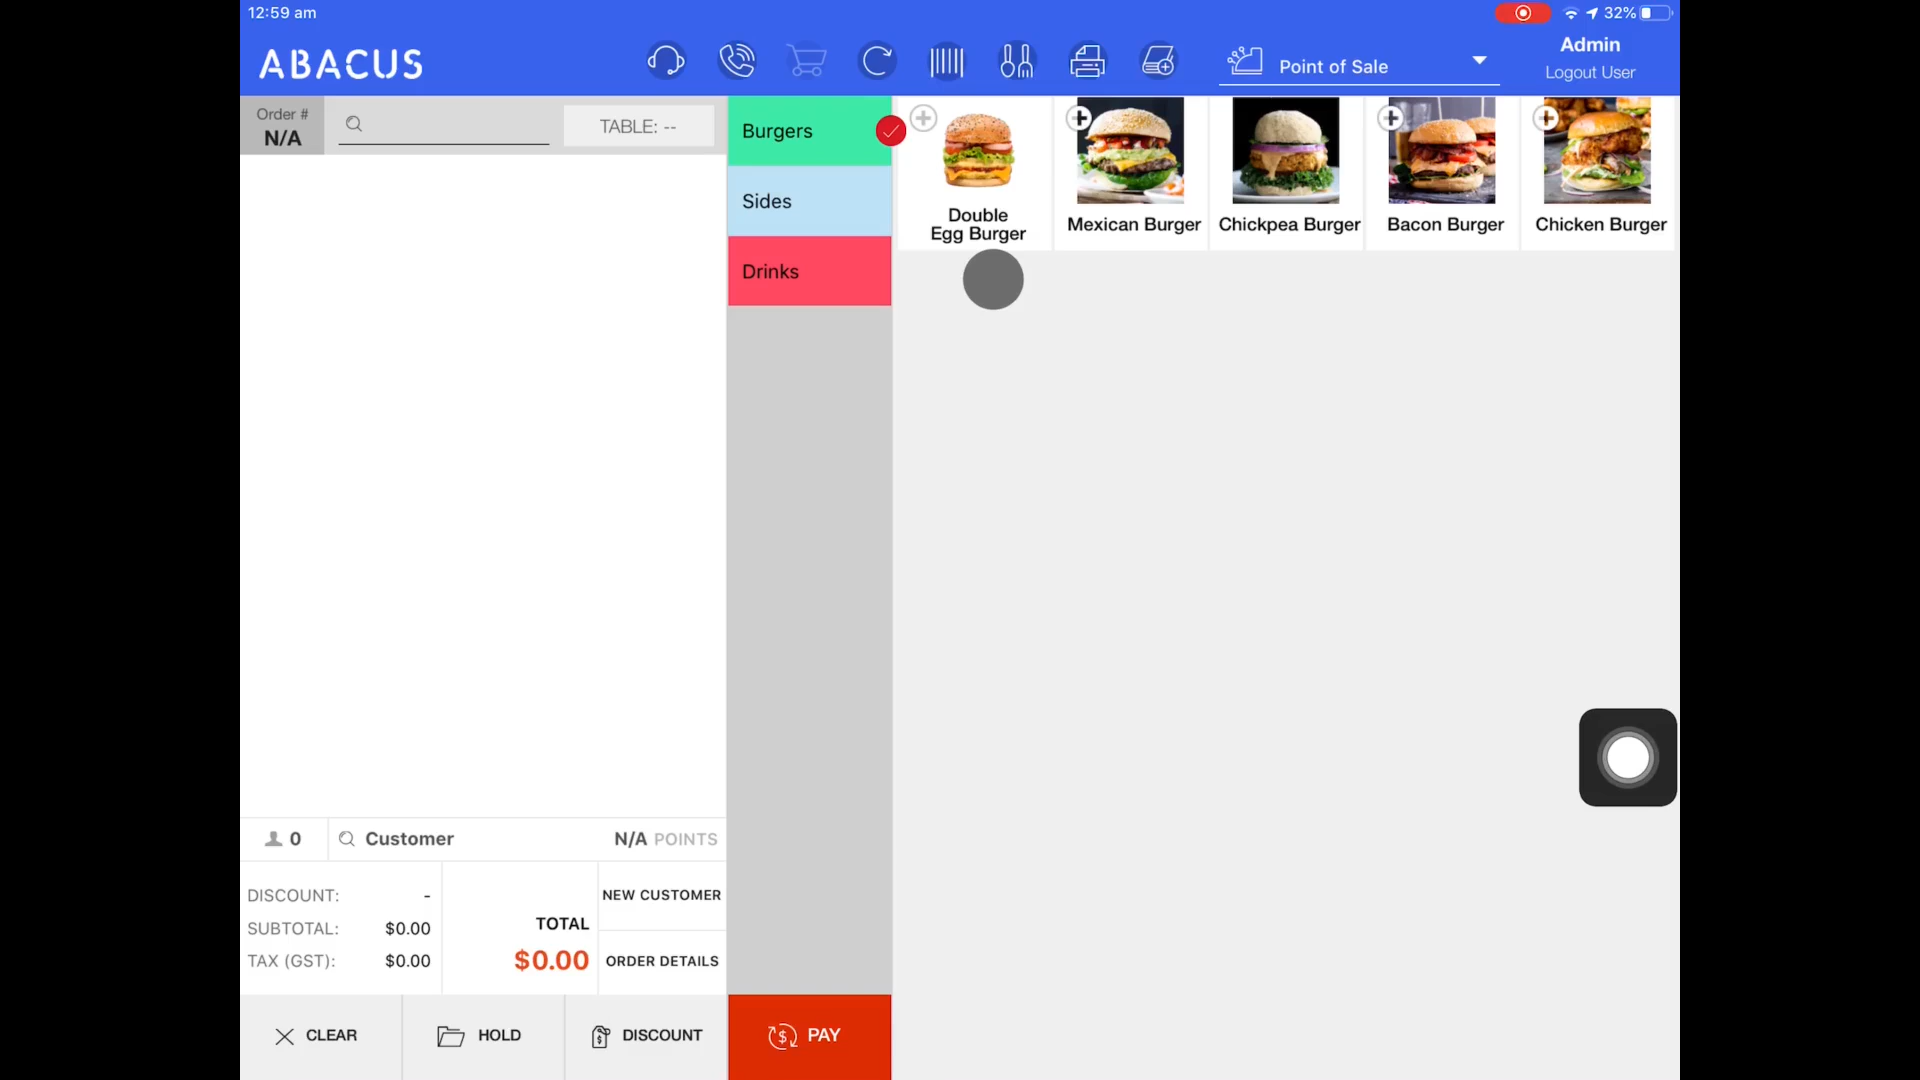 12:59 am
32%
ABACUS
Point of Sale
Admin
Logout User
Order #
N/A
TABLE: --
Burgers
Sides
Drinks
Double
Egg Burger
Mexican Burger
Chickpea Burger
Bacon Burger
Chicken Burger
0
Customer
N/A POINTS
DISCOUNT: -
SUBTOTAL: $0.00
TAX (GST): $0.00
TOTAL
$0.00
NEW CUSTOMER
ORDER DETAILS
CLEAR
HOLD
DISCOUNT
PAY